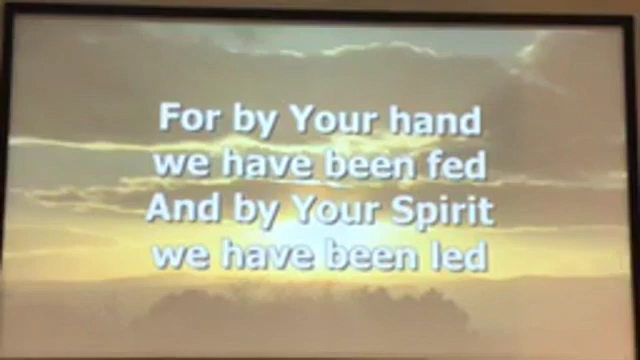 For by Your hand
we have been fed
And by Your Spirit
we have been led